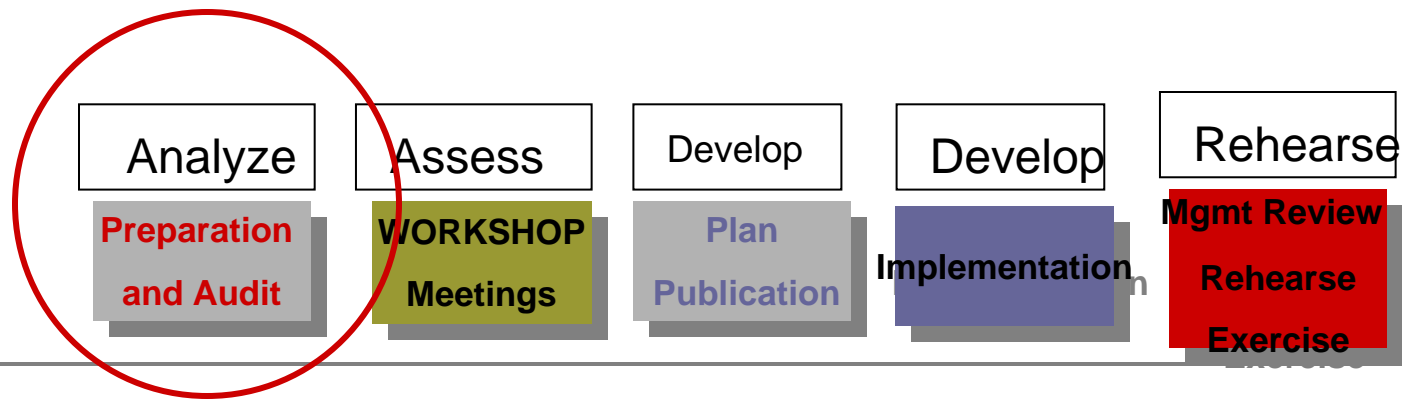 Analyze
Preparation
and Audit
Assess
WORKSHOP
Meetings
Develop
Plan
Publication
Develop
Implementation
Rehearse
Mgmt Review
Rehearse
Exercise